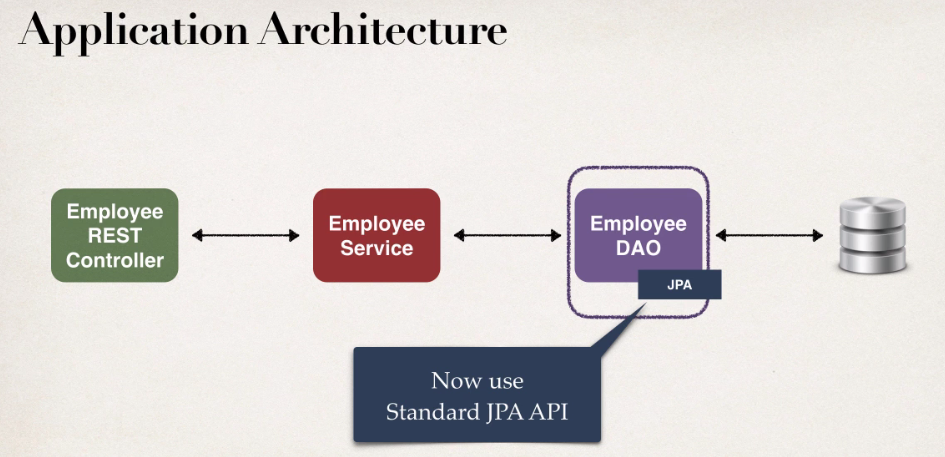 Application Architecture
Employee
REST
Controller
Employee
Service
Employee
DAO
JPA
Now use
Standard JPA API